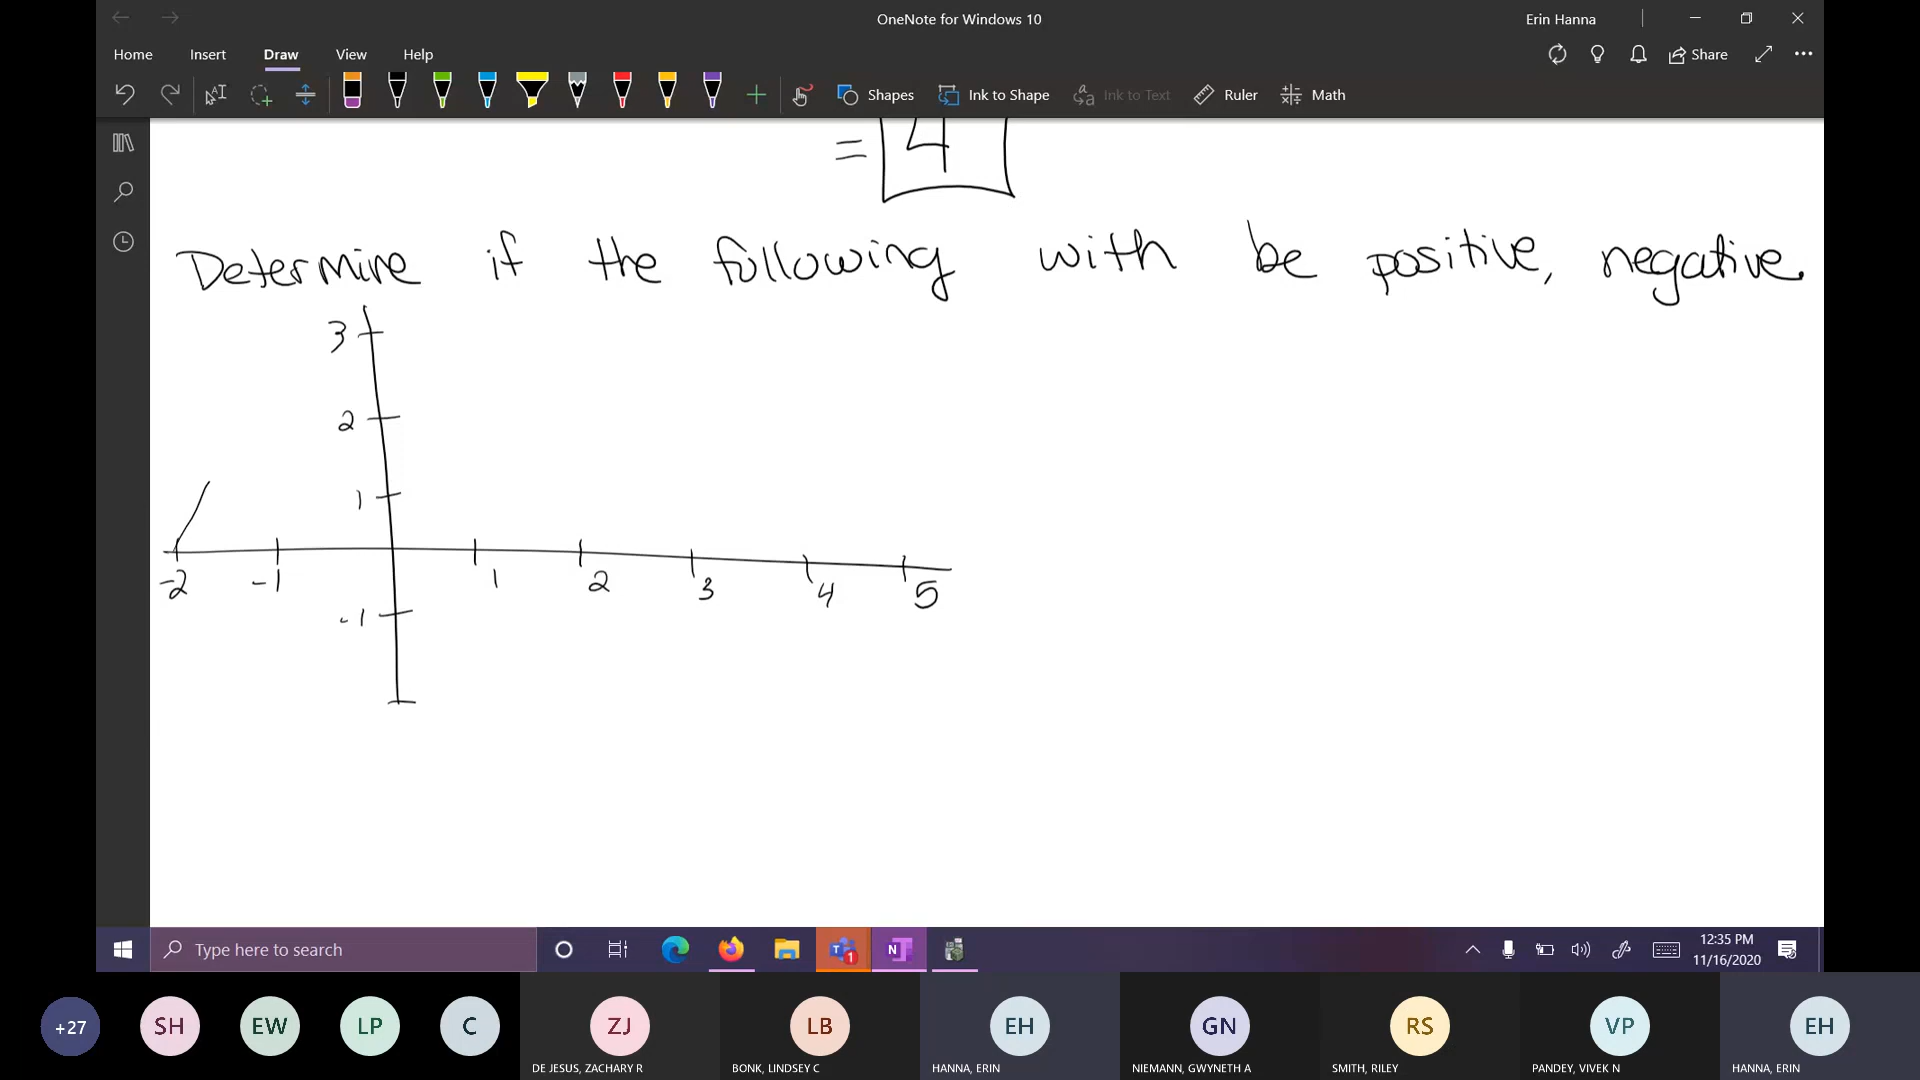 OneNote for Windows 10
Erin Hanna
Home Insert Draw View Help
Share
Shapes Ink to Shape Ink to Text Ruler Math
= 4
Determine if the following with be positive, negative
3
2
1
-2 -1 1 2 3 4 5
-1
Type here to search
1
12:35 PM
11/16/2020
+27 SH EW LP C ZJ LB EH GN RS VP EH
DE JESUS, ZACHARY R BONK, LINDSEY C HANNA, ERIN NIEMANN, GWYNETH A SMITH, RILEY PANDEY, VIVEK N HANNA, ERIN